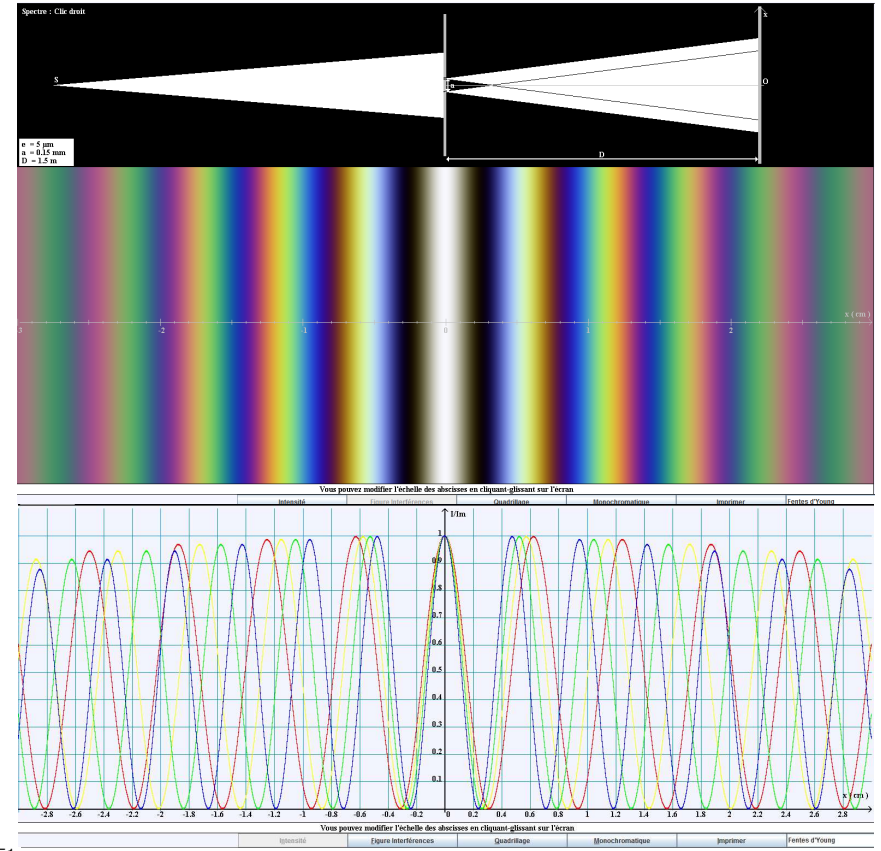 Spectre : Clic droit
x
S
a
O
e = 5 µm
a = 0.15 mm
D = 1.5 m
D
x ( cm )
3 -2 -1 0 1 2
Vous pouvez modifier l'échelle des abscisses en cliquant-glissant sur l'écran
Intensité Figure Interférences Quadrillage Monochromatique Imprimer Fentes d'Young
I/Im
1
0.9
0.8
0.7
0.6
0.5
0.4
0.3
0.2
0.1
x ( cm )
-2.8 -2.6 -2.4 -2.2 -2 -1.8 -1.6 -1.4 -1.2 -1 -0.8 -0.6 -0.4 -0.2 0 0.2 0.4 0.6 0.8 1 1.2 1.4 1.6 1.8 2 2.2 2.4 2.6 2.8
Vous pouvez modifier l'échelle des abscisses en cliquant-glissant sur l'écran
Intensité Figure Interférences Quadrillage Monochromatique Imprimer Fentes d'Young